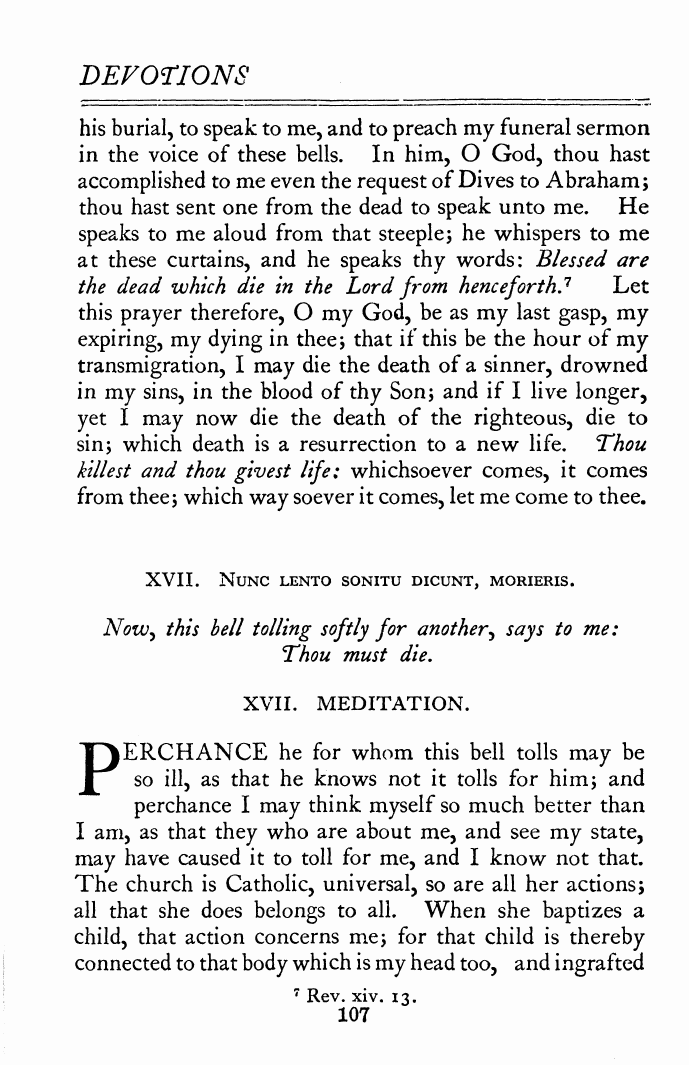 DEVOTIONS
his burial, to speak to me, and to preach my funeral sermon
in the voice of these bells. In him, O God, thou hast
accomplished to me even the request of Dives to Abraham;
thou hast sent one from the dead to speak unto me. He
speaks to me aloud from that steeple; he whispers to me
at these curtains, and he speaks thy words: Blessed are
the dead which die in the Lord from henceforth.⁷ Let
this prayer therefore, O my God, be as my last gasp, my
expiring, my dying in thee; that if this be the hour of my
transmigration, I may die the death of a sinner, drowned
in my sins, in the blood of thy Son; and if I live longer,
yet I may now die the death of the righteous, die to
sin; which death is a resurrection to a new life. Thou
killest and thou givest life: whichsoever comes, it comes
from thee; which way soever it comes, let me come to thee.
XVII. NUNC LENTO SONITU DICUNT, MORIERIS.
Now, this bell tolling softly for another, says to me:
Thou must die.
XVII. MEDITATION.
PERCHANCE he for whom this bell tolls may be
so ill, as that he knows not it tolls for him; and
perchance I may think myself so much better than
I am, as that they who are about me, and see my state,
may have caused it to toll for me, and I know not that.
The church is Catholic, universal, so are all her actions;
all that she does belongs to all. When she baptizes a
child, that action concerns me; for that child is thereby
connected to that body which is my head too, and ingrafted
⁷ Rev. xiv. 13.
107